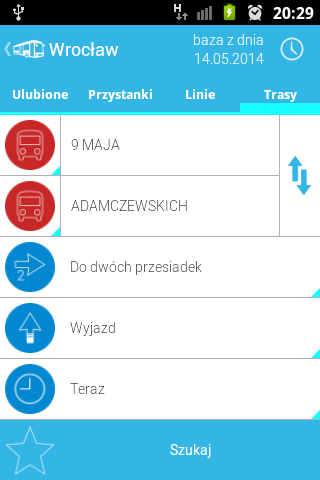 H
20:29
Wrocław
baza z dnia
14.05.2014
Ulubione
Przystanki
Linie
Trasy
9 MAJA
ADAMCZEWSKICH
2
Do dwóch przesiadek
Wyjazd
Teraz
Szukaj